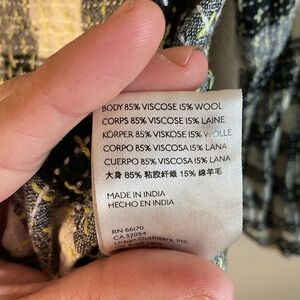 BODY 85% VISCOSE 15% WOOL
CORPS 85% VISCOSE 15% LAINE
KÖRPER 85% VISKOSE 15% WOLLE
CORPO 85% VISCOSA 15% LANA
CUERPO 85% VISCOSA 15% LANA
大身 85% 粘胶纤维 15% 绵羊毛
MADE IN INDIA
HECHO EN INDIA
RN 66170
CA 32054
Urban Outfitters, Inc.